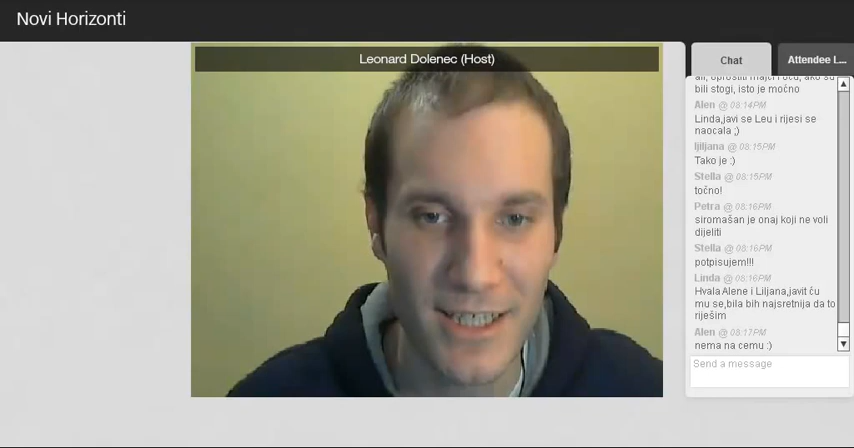 Novi Horizonti
Leonard Dolenec (Host)
Chat
Attendee L...
bili stogi, isto je moćno
Alen @ 08:14PM
Linda,javi se Leu i rijesi se
naocala ;)
ljiljana @ 08:15PM
Tako je :)
Stella @ 08:15PM
točno!
Petra @ 08:16PM
siromašan je onaj koji ne voli
dijeliti
Stella @ 08:16PM
potpisujem!!!
Linda @ 08:16PM
Hvala Alene i Liljana,javit ću
mu se,bila bih najsretnija da to
riješim
Alen @ 08:17PM
nema na cemu :)
Send a message